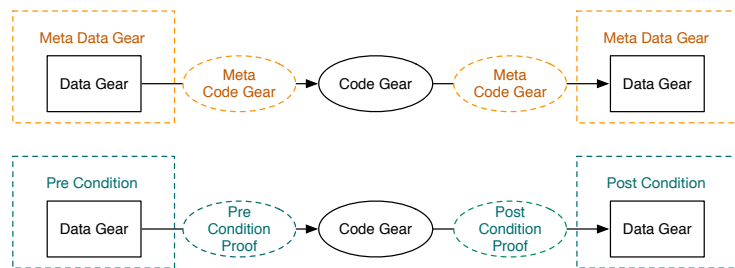 Meta Data Gear
Data Gear
Meta
Code Gear
Code Gear
Meta
Code Gear
Meta Data Gear
Data Gear
Pre Condition
Data Gear
Pre
Condition
Proof
Code Gear
Post
Condition
Proof
Post Condition
Data Gear